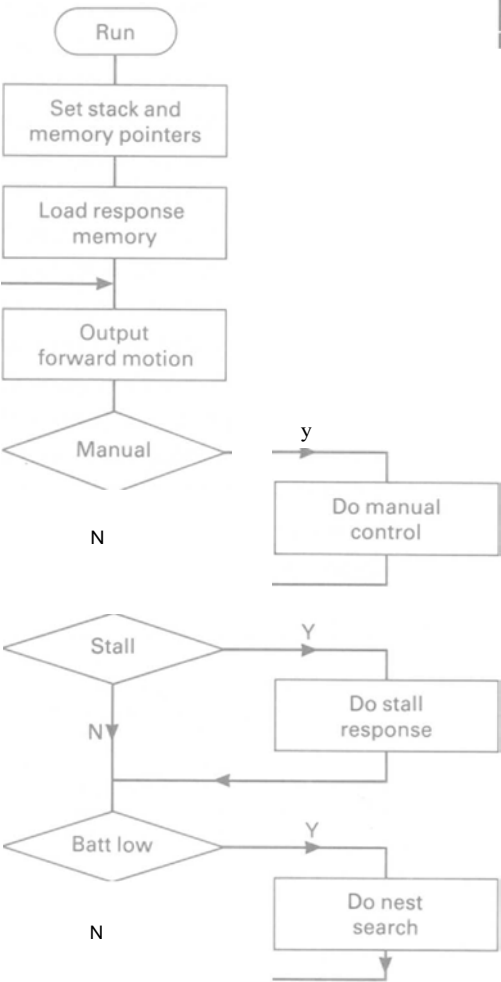 Run
Set stack and
memory pointers
Load response
memory
Output
forward motion
Manual
y
Do manual
control
N
Stall
Y
Do stall
response
N
Batt low
Y
Do nest
search
N